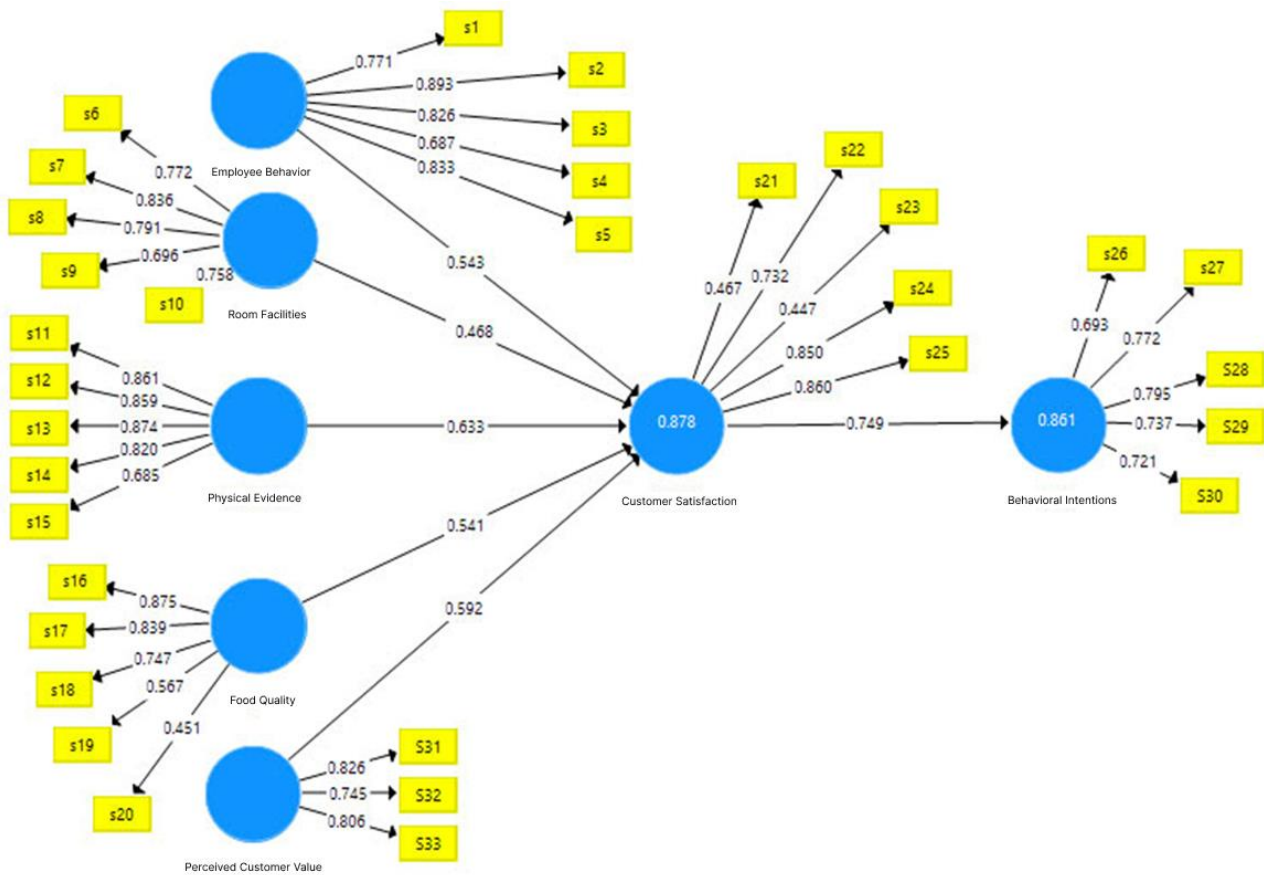 s1
0.771
s2
0.893
s3
0.826
s4
0.687
s5
0.833
Employee Behavior
s6
0.772
s7
0.836
s8
0.791
s9
0.696
s10
0.758
Room Facilities
s11
0.861
s12
0.859
s13
0.874
s14
0.820
s15
0.685
Physical Evidence
s16
0.875
s17
0.839
s18
0.747
s19
0.567
s20
0.451
Food Quality
S31
0.826
S32
0.745
S33
0.806
Perceived Customer Value
0.543
0.468
0.633
0.541
0.592
s21
0.467
s22
0.732
s23
0.447
s24
0.850
s25
0.860
0.878
Customer Satisfaction
0.749
s26
0.693
s27
0.772
S28
0.795
S29
0.737
S30
0.721
0.861
Behavioral Intentions